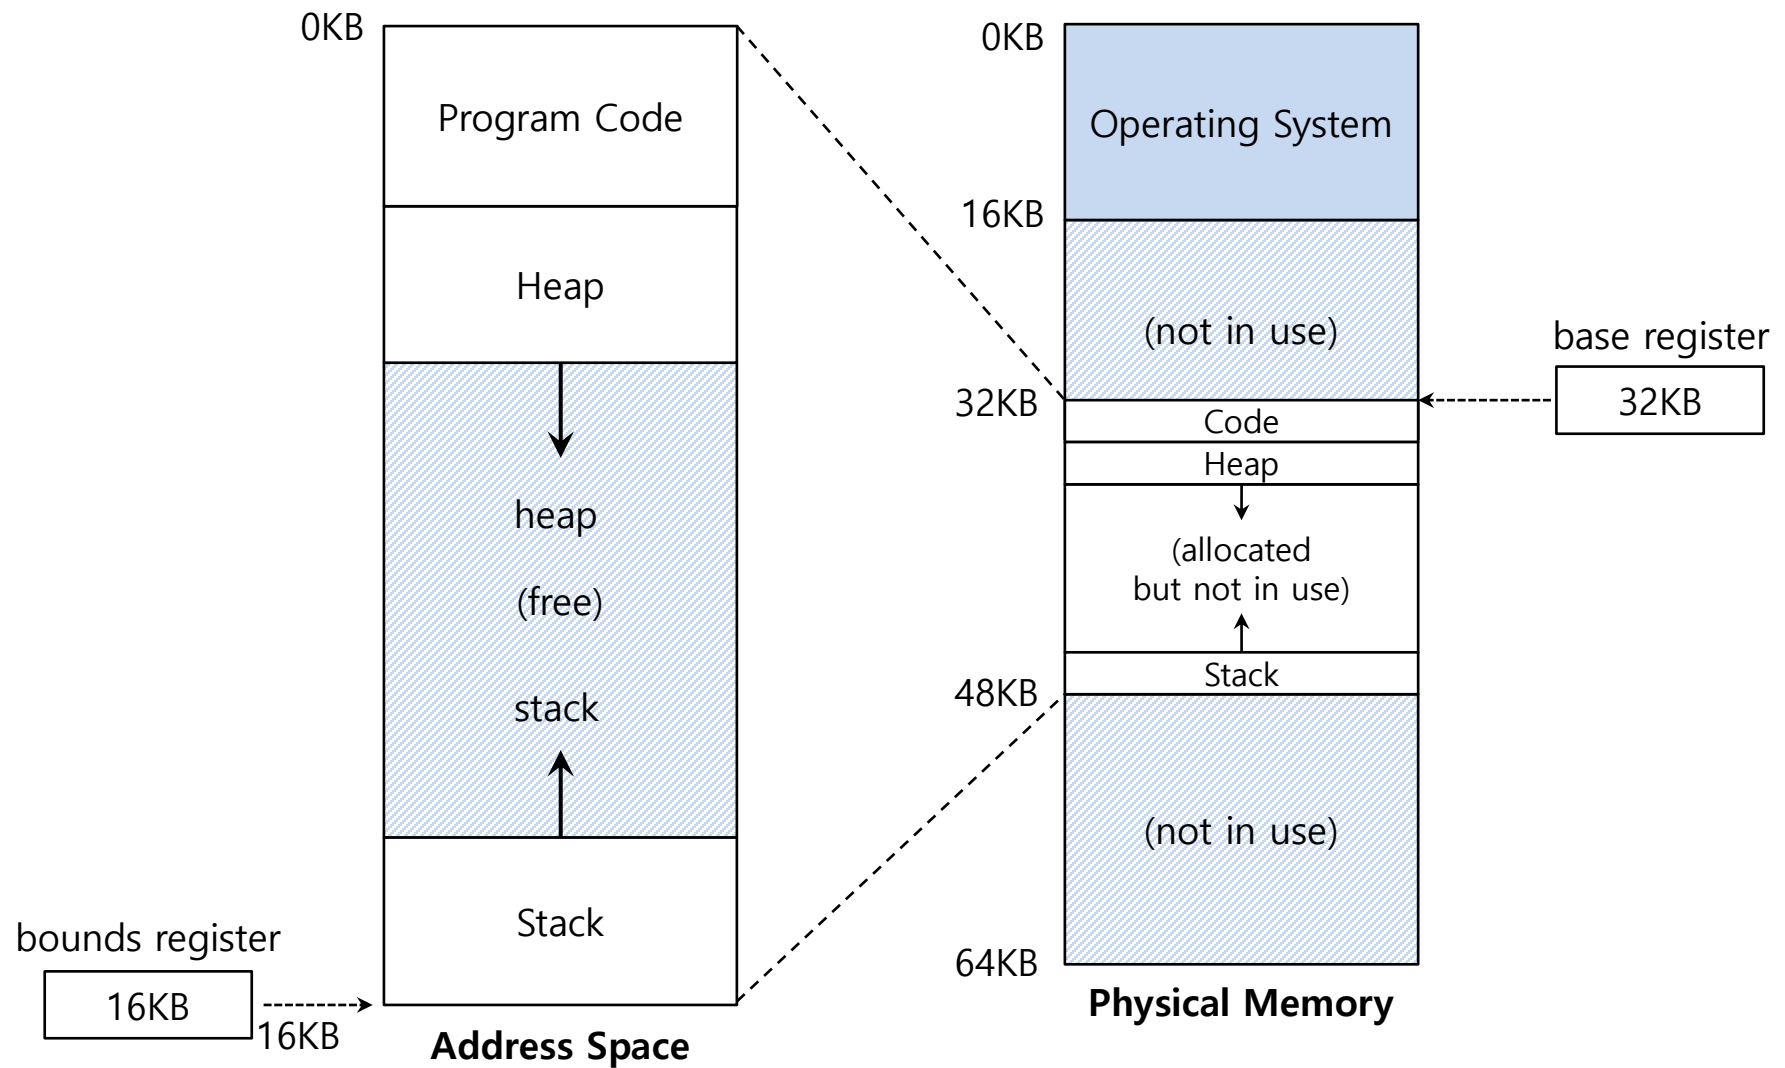 0KB
Program Code
Heap
heap
(free)
stack
Stack
bounds register
16KB
16KB
Address Space
0KB
Operating System
16KB
(not in use)
32KB
Code
Heap
(allocated
but not in use)
Stack
48KB
(not in use)
64KB
Physical Memory
base register
32KB